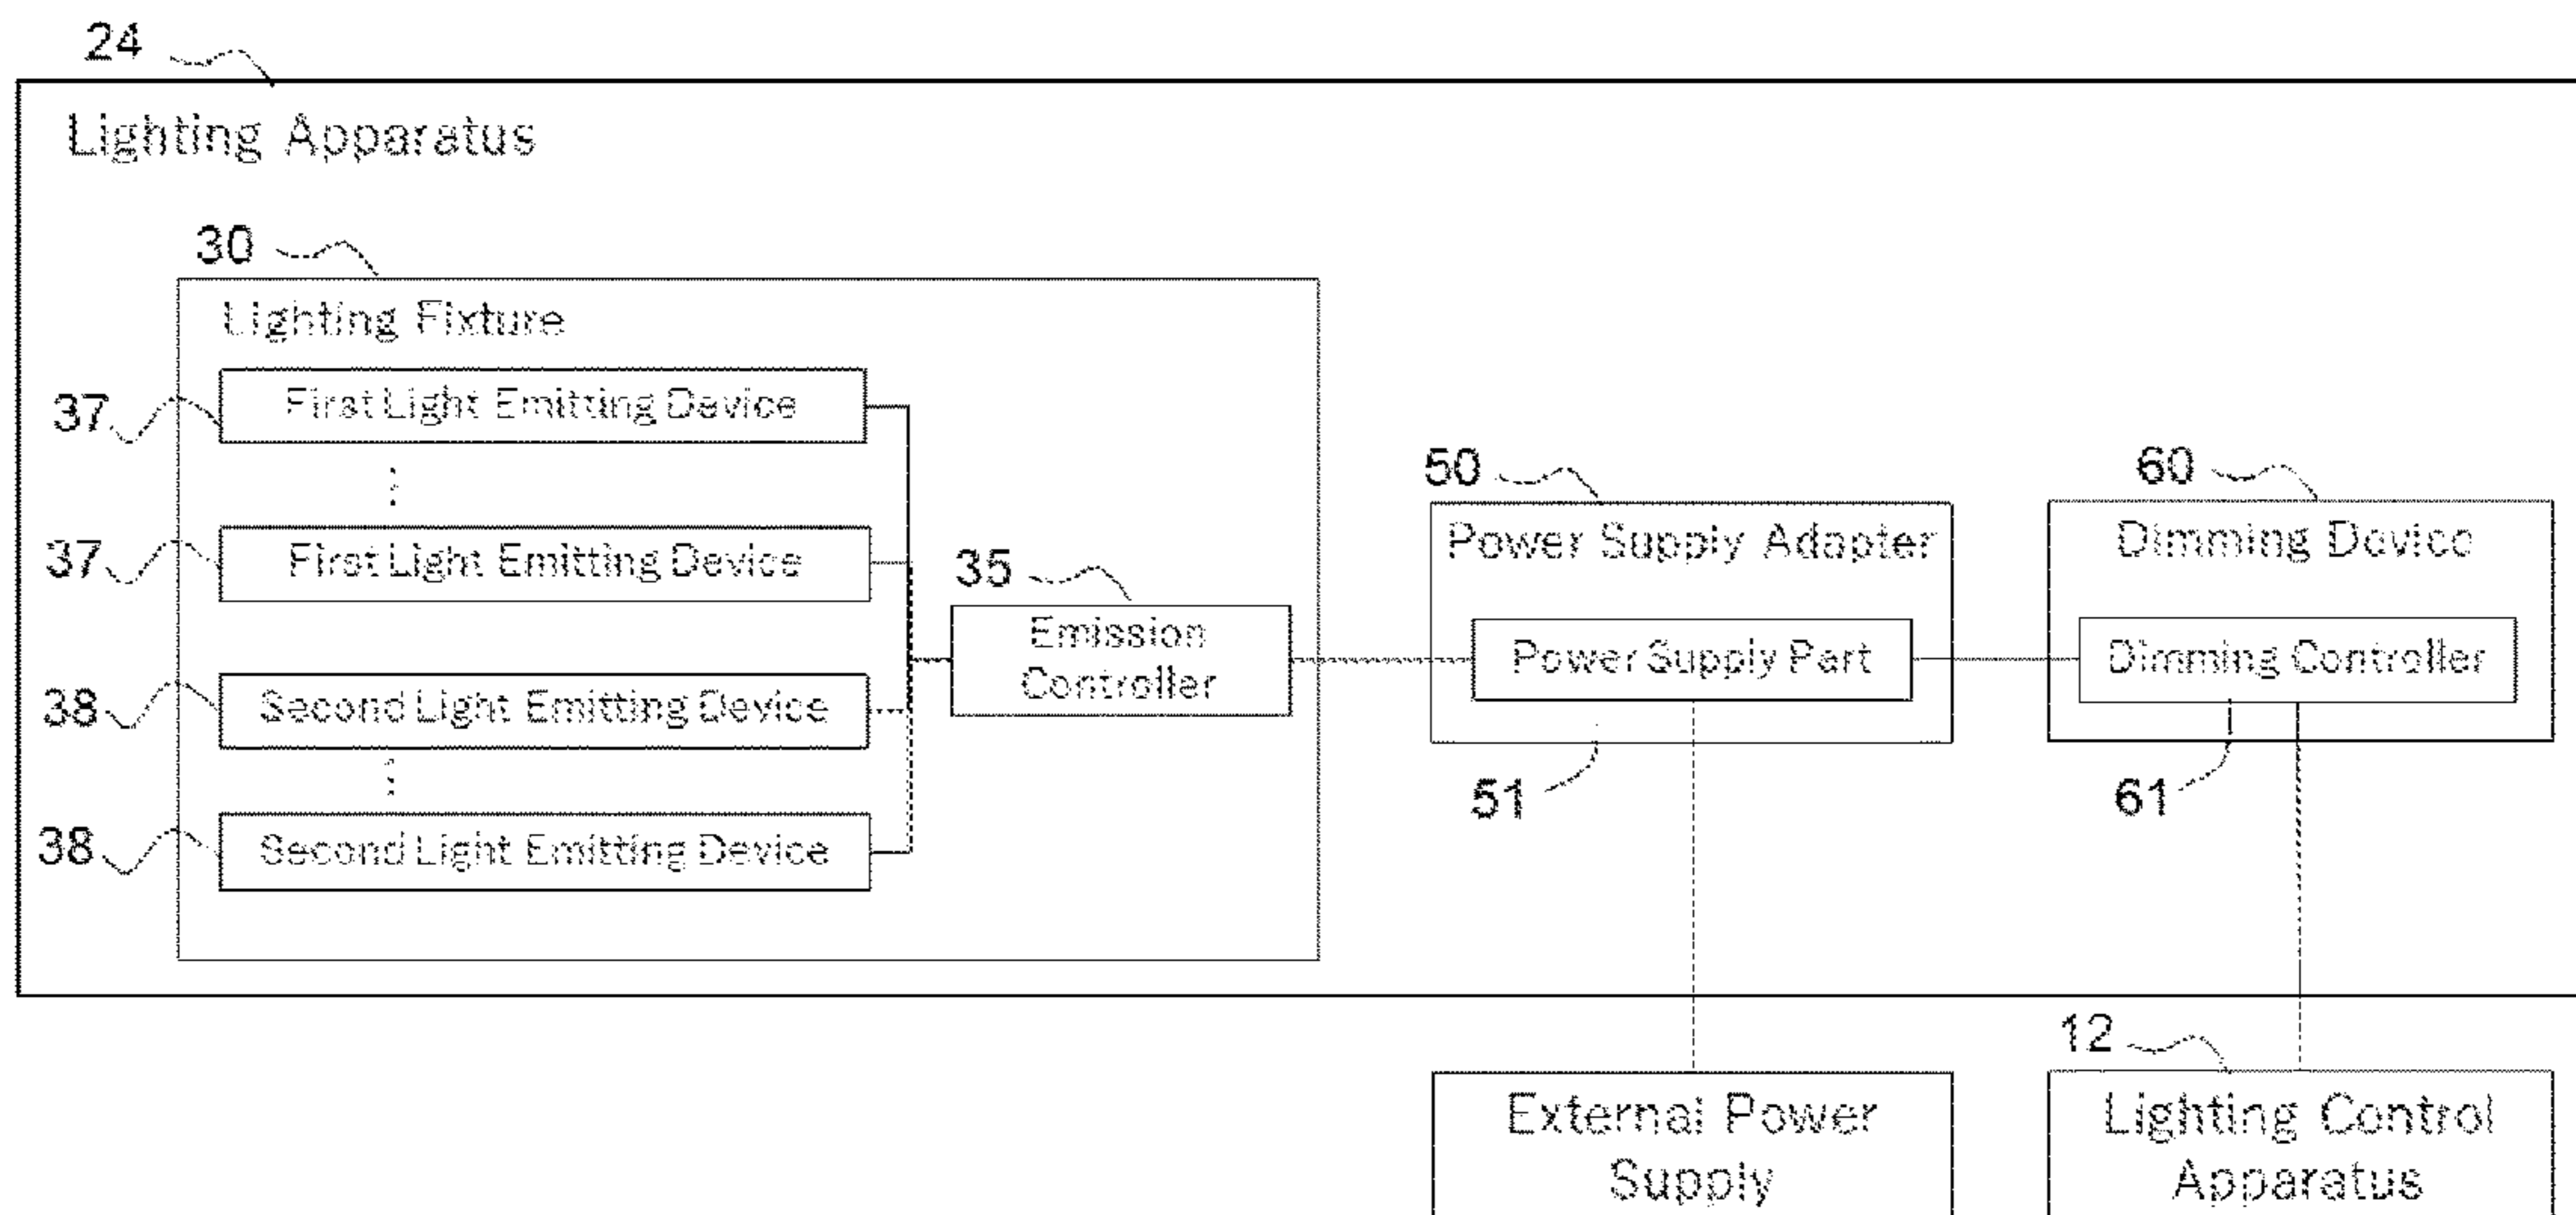 24
Lighting Apparatus
30
Lighting Fixture
37
First Light Emitting Device
⋮
37
First Light Emitting Device
38
Second Light Emitting Device
⋮
38
Second Light Emitting Device
35
Emission
Controller
50
Power Supply Adapter
Power Supply Part
51
60
Dimming Device
Dimming Controller
61
External Power
Supply
12
Lighting Control
Apparatus